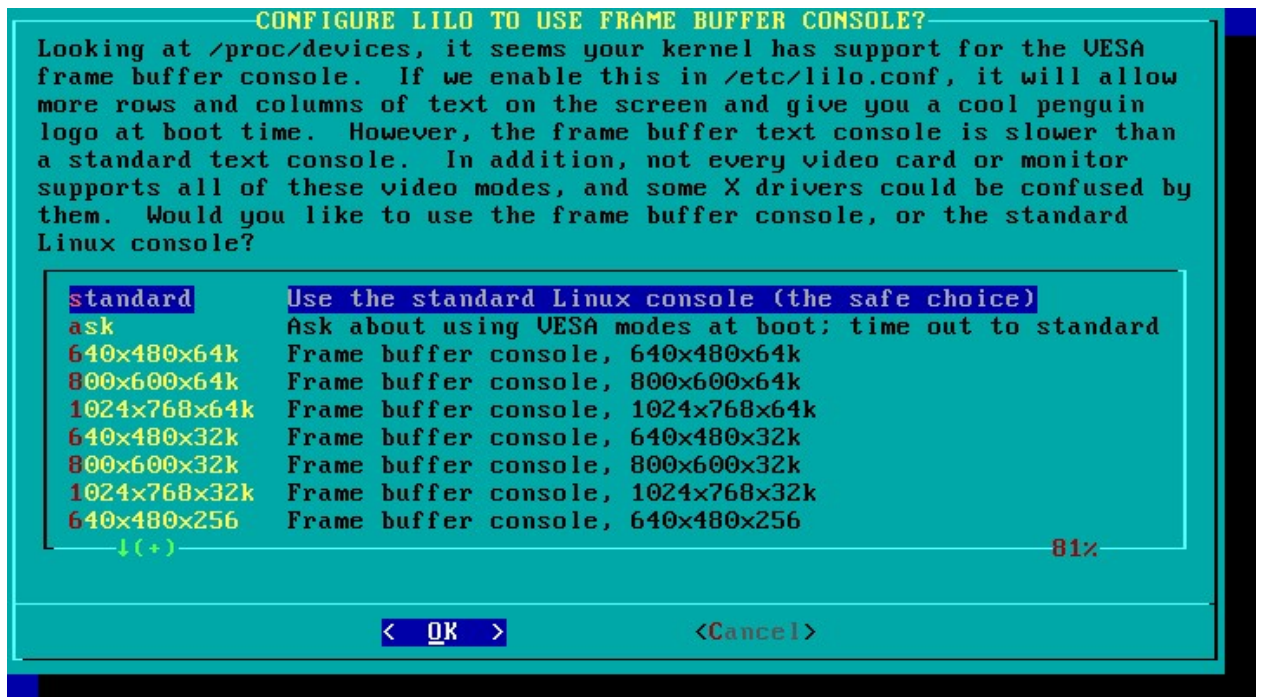 CONFIGURE LILO TO USE FRAME BUFFER CONSOLE?
Looking at /proc/devices, it seems your kernel has support for the VESA
frame buffer console.  If we enable this in /etc/lilo.conf, it will allow
more rows and columns of text on the screen and give you a cool penguin
logo at boot time.  However, the frame buffer text console is slower than
a standard text console.  In addition, not every video card or monitor
supports all of these video modes, and some X drivers could be confused by
them.  Would you like to use the frame buffer console, or the standard
Linux console?
standard Use the standard Linux console (the safe choice)
ask Ask about using VESA modes at boot; time out to standard
640x480x64k Frame buffer console, 640x480x64k
800x600x64k Frame buffer console, 800x600x64k
1024x768x64k Frame buffer console, 1024x768x64k
640x480x32k Frame buffer console, 640x480x32k
800x600x32k Frame buffer console, 800x600x32k
1024x768x32k Frame buffer console, 1024x768x32k
640x480x256 Frame buffer console, 640x480x256
↓(+) 81%
< OK > <Cancel>